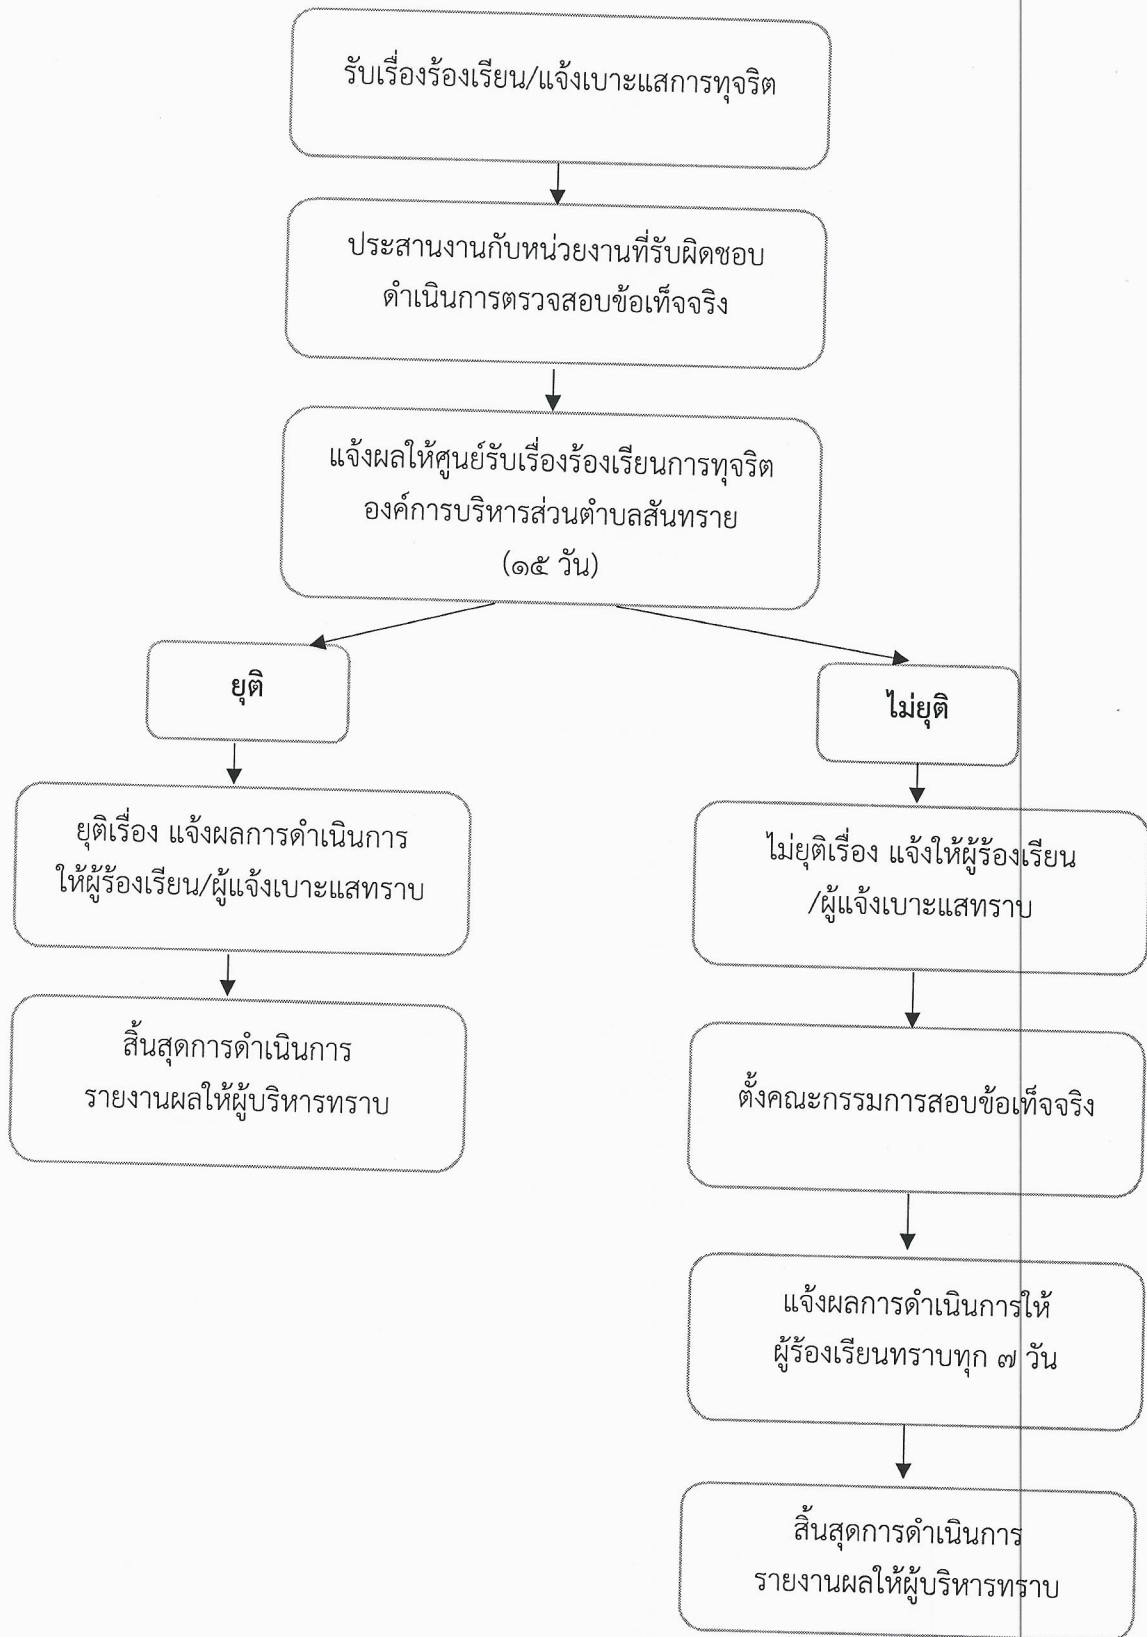 รับเรื่องร้องเรียน/แจ้งเบาะแสการทุจริต
ประสานงานกับหน่วยงานที่รับผิดชอบ
ดำเนินการตรวจสอบข้อเท็จจริง
แจ้งผลให้ศูนย์รับเรื่องร้องเรียนการทุจริต
องค์การบริหารส่วนตำบลสันทราย
(๑๕ วัน)
ยุติ
ไม่ยุติ
ยุติเรื่อง แจ้งผลการดำเนินการ
ให้ผู้ร้องเรียน/ผู้แจ้งเบาะแสทราบ
ไม่ยุติเรื่อง แจ้งให้ผู้ร้องเรียน
/ผู้แจ้งเบาะแสทราบ
สิ้นสุดการดำเนินการ
รายงานผลให้ผู้บริหารทราบ
ตั้งคณะกรรมการสอบข้อเท็จจริง
แจ้งผลการดำเนินการให้
ผู้ร้องเรียนทราบทุก ๗ วัน
สิ้นสุดการดำเนินการ
รายงานผลให้ผู้บริหารทราบ